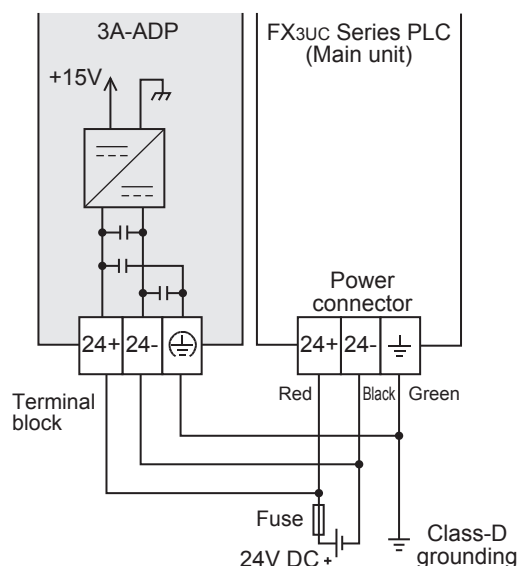 3A-ADP
FX3UC Series PLC
(Main unit)
+15V
Power
connector
24+ 24-
24+ 24-
Terminal
block
Red Black Green
Fuse
24V DC +
Class-D
grounding